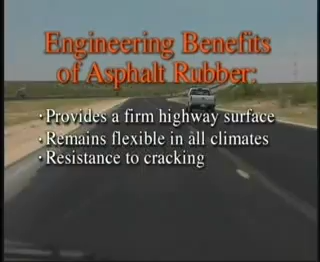 Engineering Benefits
of Asphalt Rubber:
·Provides a firm highway surface
·Remains flexible in all climates
·Resistance to cracking